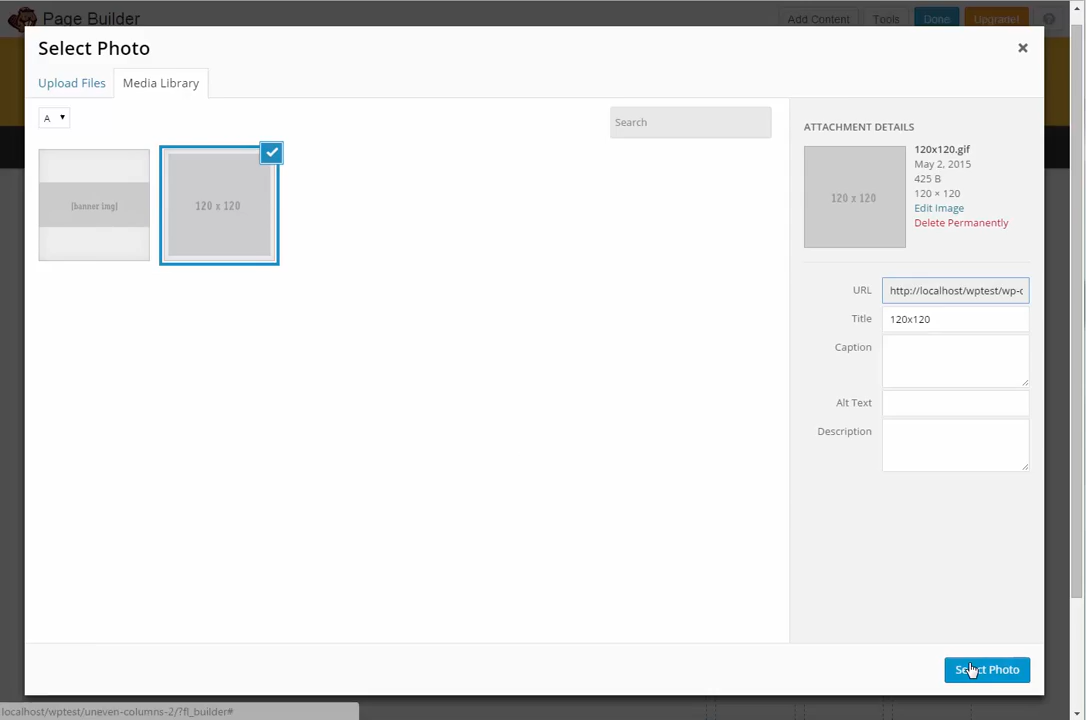 Page Builder
Add Content
Tools
Done
Upgrade!
?
Select Photo
×
Upload Files
Media Library
A
Search
[banner img]
120 x 120
ATTACHMENT DETAILS
120 x 120
120x120.gif
May 2, 2015
425 B
120 × 120
Edit Image
Delete Permanently
URL http://localhost/wptest/wp-c
Title 120x120
Caption
Alt Text
Description
Select Photo
localhost/wptest/uneven-columns-2/?fl_builder#